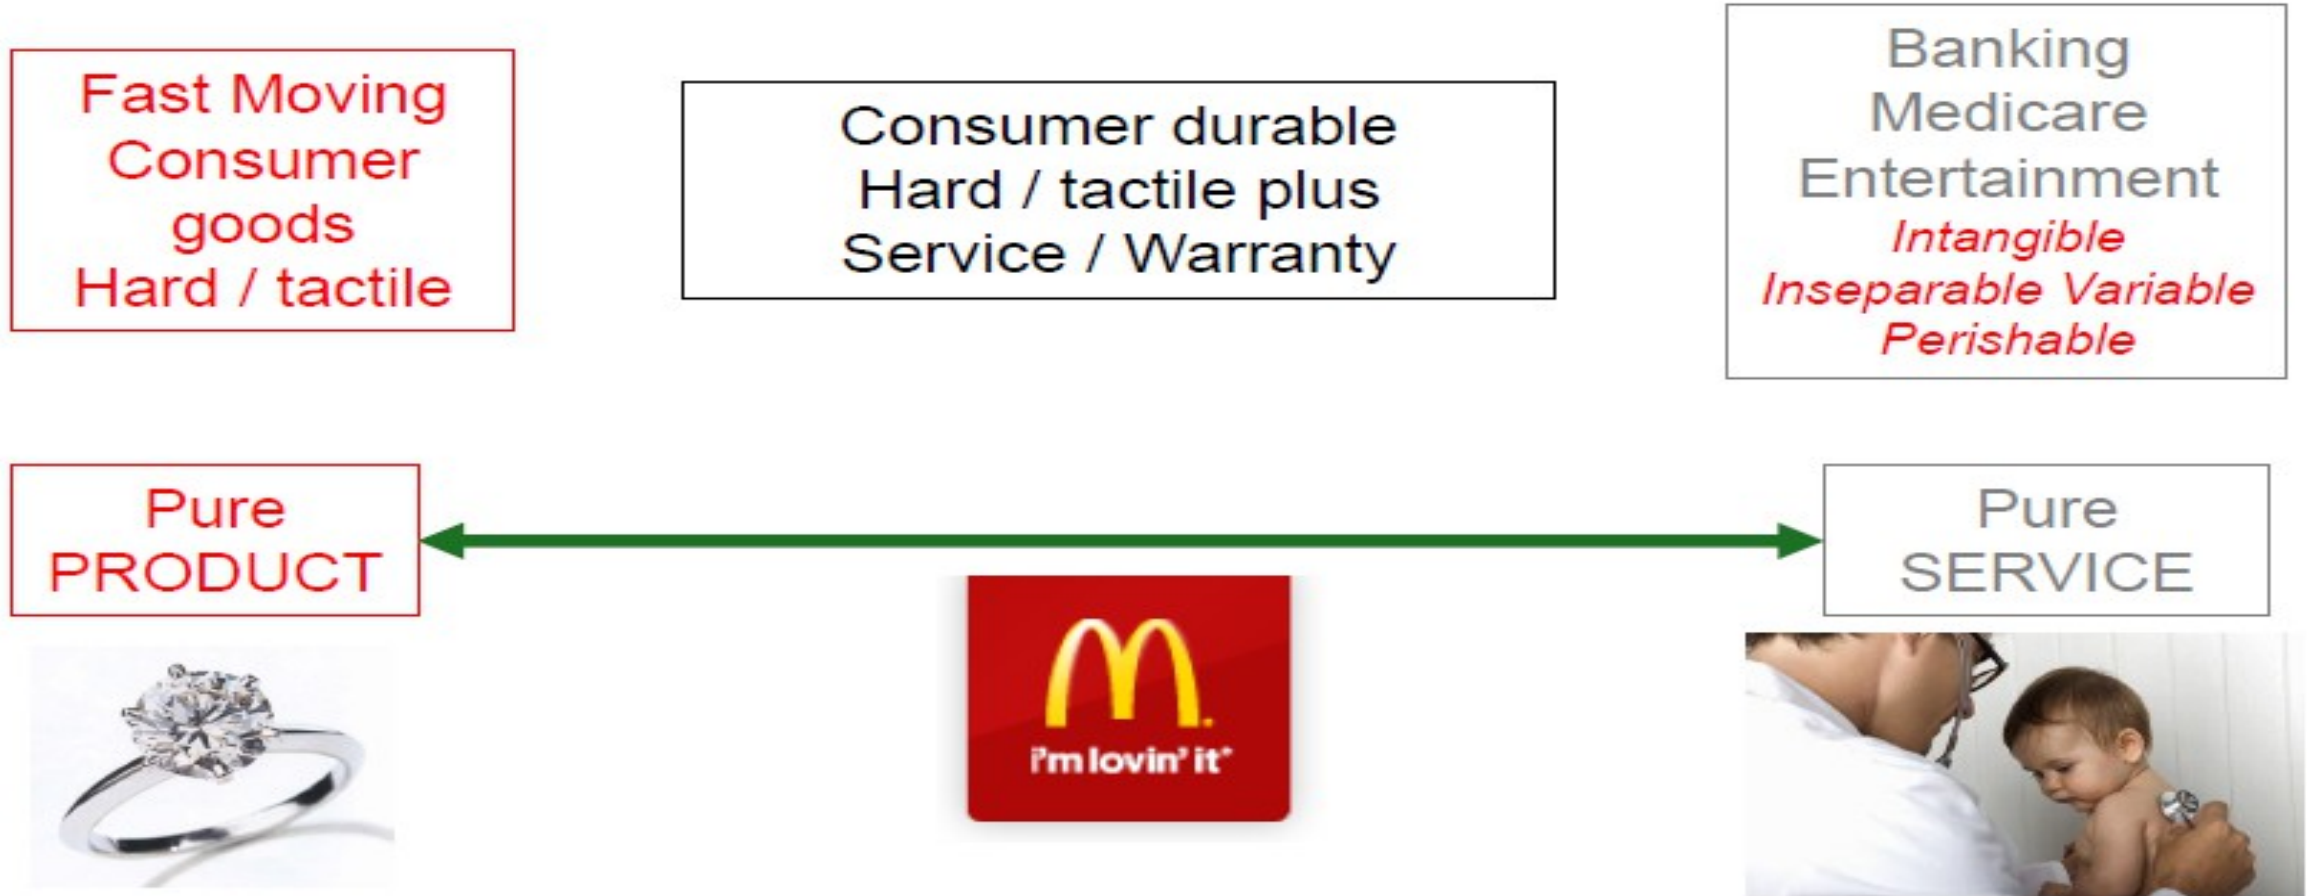 Fast Moving
Consumer
goods
Hard / tactile
Consumer durable
Hard / tactile plus
Service / Warranty
Banking
Medicare
Entertainment
Intangible
Inseparable Variable
Perishable
Pure
PRODUCT
Pure
SERVICE
M
i'm lovin' it